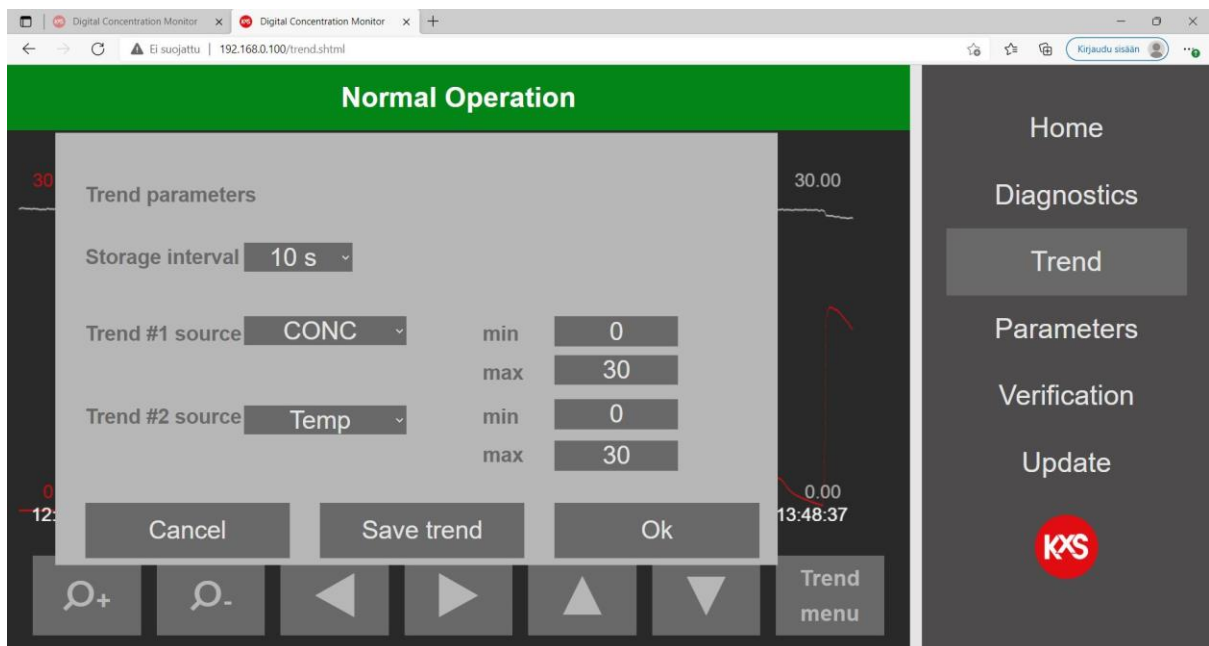 Digital Concentration Monitor
Digital Concentration Monitor
Ei suojattu | 192.168.0.100/trend.shtml
Kirjaudu sisään
Normal Operation
30
30.00
Trend parameters
Storage interval 10 s
Trend #1 source CONC min 0
max 30
Trend #2 source Temp min 0
max 30
0
0.00
12:
13:48:37
Cancel Save trend Ok
+
-
Trend
menu
Home
Diagnostics
Trend
Parameters
Verification
Update
KXS